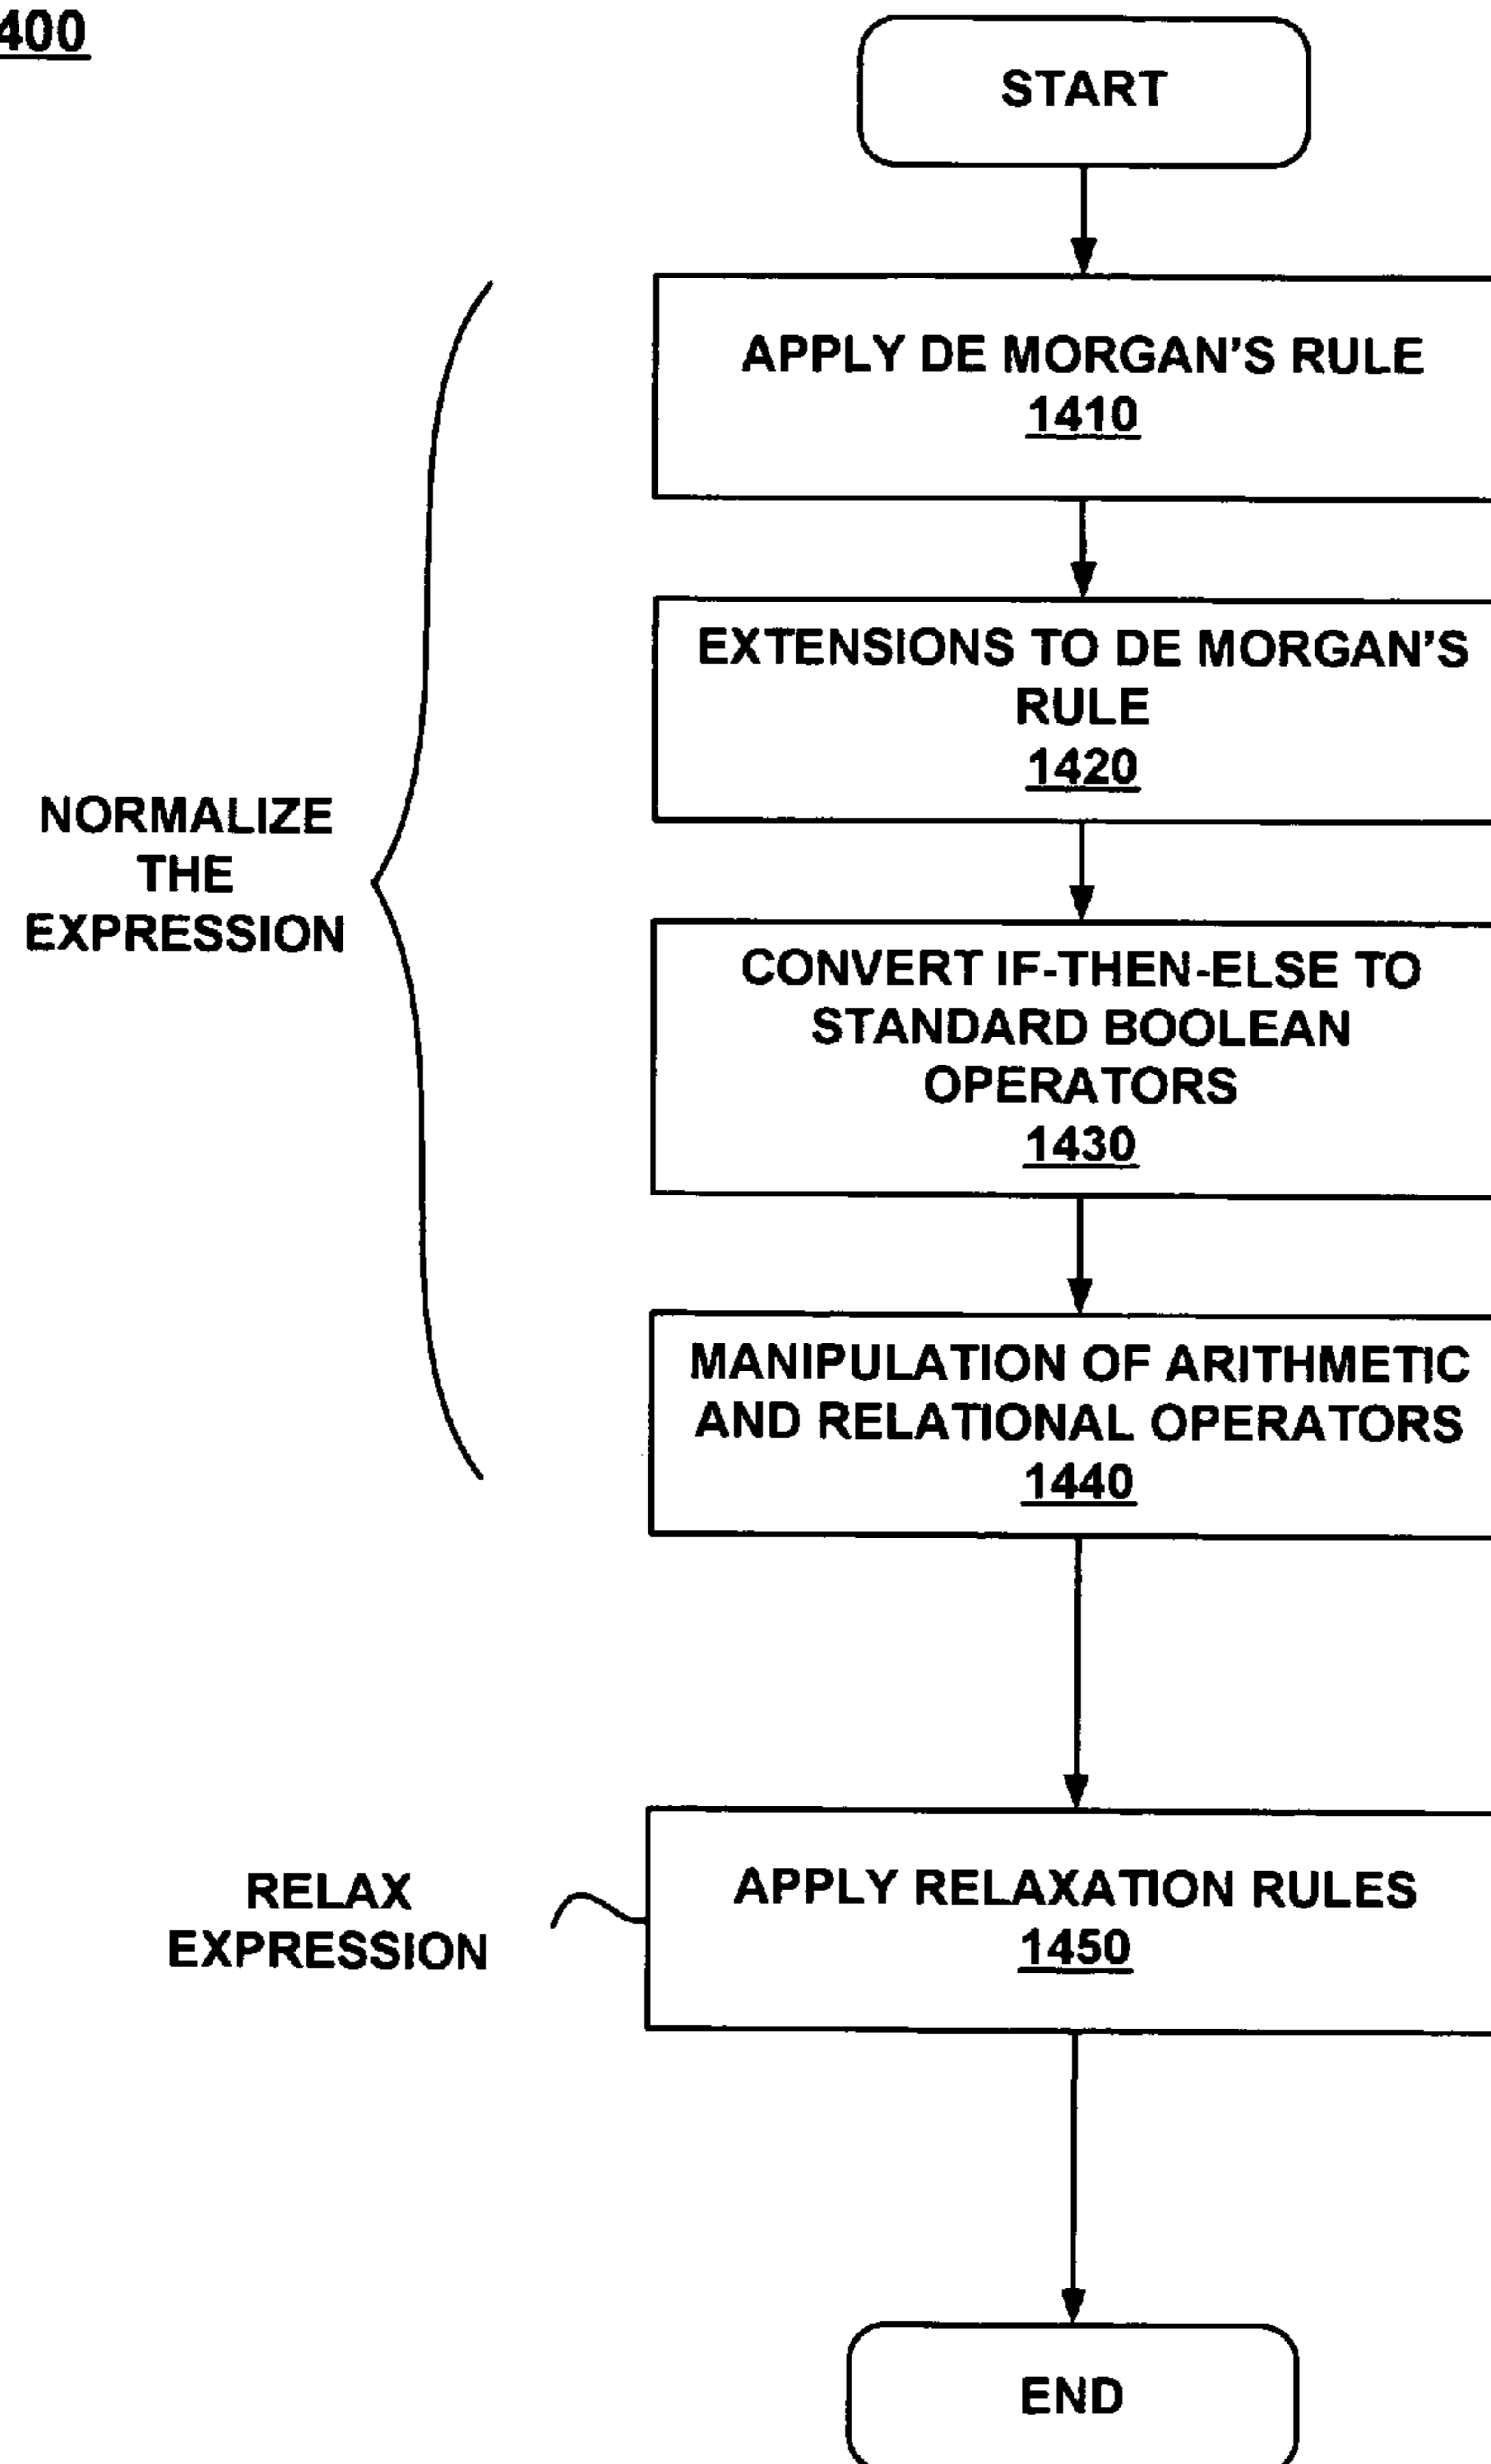 400
START
APPLY DE MORGAN'S RULE
1410
EXTENSIONS TO DE MORGAN'S
RULE
1420
NORMALIZE
THE
EXPRESSION
CONVERT IF-THEN-ELSE TO
STANDARD BOOLEAN
OPERATORS
1430
MANIPULATION OF ARITHMETIC
AND RELATIONAL OPERATORS
1440
RELAX
EXPRESSION
APPLY RELAXATION RULES
1450
END